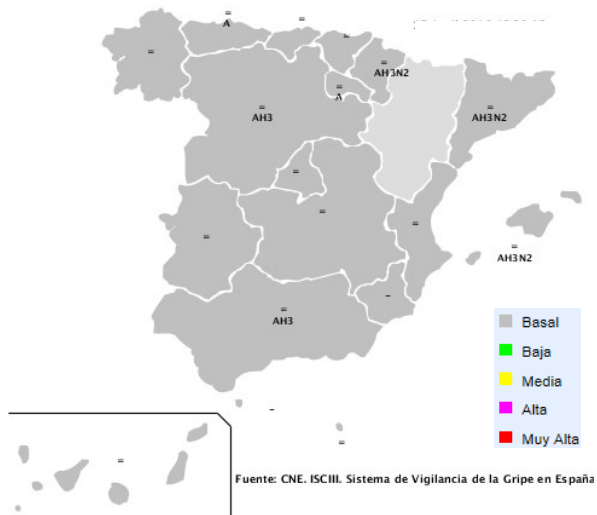 =
A
=
=
=
=
AH3N2
=
A
=
AH3
AH3N2
=
=
=
=
=
AH3N2
-
=
AH3
Basal
Baja
Media
Alta
Muy Alta
-
=
=
Fuente: CNE. ISCIII. Sistema de Vigilancia de la Gripe en España